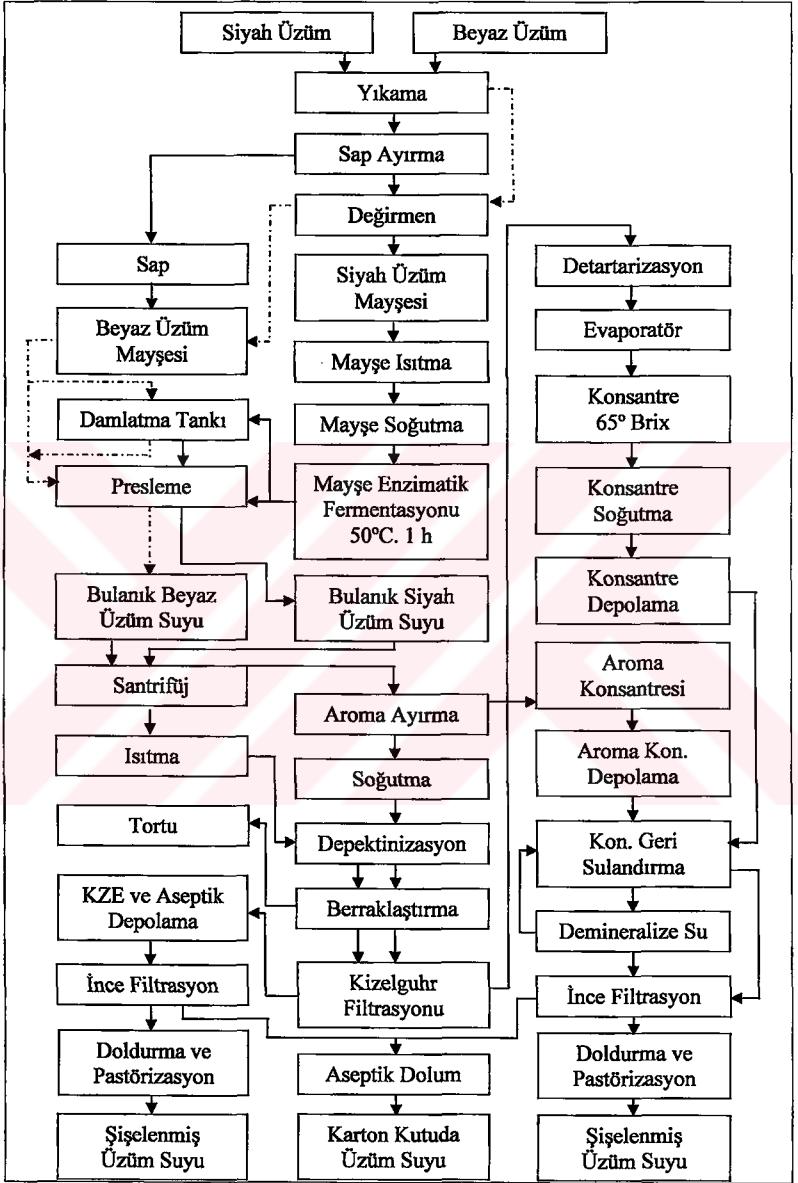 Siyah Üzüm
Beyaz Üzüm
Yıkama
Sap Ayırma
Değirmen
Sap
Siyah Üzüm
Mayşesi
Detartarizasyon
Beyaz Üzüm
Mayşesi
Mayşe Isıtma
Evaporatör
Damlatma Tankı
Mayşe Soğutma
Konsantre
65º Brix
Presleme
Mayşe Enzimatik
Fermentasyonu
50ºC. 1 h
Konsantre
Soğutma
Bulanık Beyaz
Üzüm Suyu
Bulanık Siyah
Üzüm Suyu
Konsantre
Depolama
Santrifüj
Aroma Ayırma
Aroma
Konsantresi
Isıtma
Soğutma
Aroma Kon.
Depolama
Tortu
Depektinizasyon
Kon. Geri
Sulandırma
KZE ve Aseptik
Depolama
Berraklaştırma
Demineralize Su
İnce Filtrasyon
Kizelguhr
Filtrasyonu
İnce Filtrasyon
Doldurma ve
Pastörizasyon
Aseptik Dolum
Doldurma ve
Pastörizasyon
Şişelenmiş
Üzüm Suyu
Karton Kutuda
Üzüm Suyu
Şişelenmiş
Üzüm Suyu